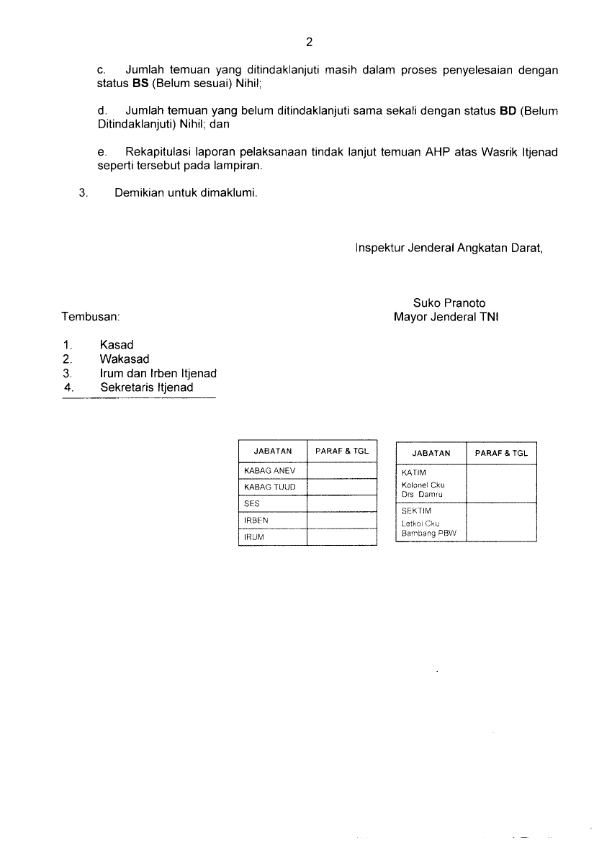 2
c. Jumlah temuan yang ditindaklanjuti masih dalam proses penyelesaian dengan
status BS (Belum sesuai) Nihil;
d. Jumlah temuan yang belum ditindaklanjuti sama sekali dengan status BD (Belum
Ditindaklanjuti) Nihil; dan
e. Rekapitulasi laporan pelaksanaan tindak lanjut temuan AHP atas Wasrik Itjenad
seperti tersebut pada lampiran.
3. Demikian untuk dimaklumi.
Inspektur Jenderal Angkatan Darat,
Suko Pranoto
Mayor Jenderal TNI
Tembusan:
1. Kasad
2. Wakasad
3. Irum dan Irben Itjenad
4. Sekretaris Itjenad
JABATAN PARAF & TGL
KABAG ANEV
KABAG TUUD
SES
IRBEN
IRUM
JABATAN PARAF & TGL
KATIM
Kolonel Cku
Drs. Damru
SEKTIM
Letkol Cku
Bambang PBW